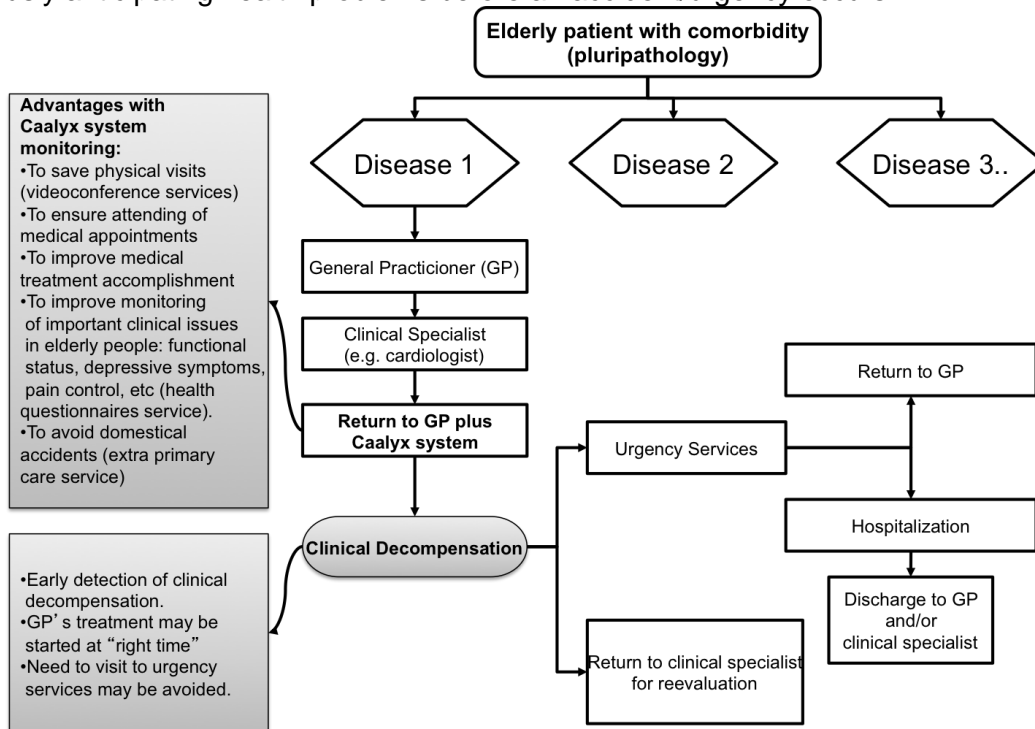 Elderly patient with comorbidity
(pluripathology)
Advantages with
Caalyx system
monitoring:
•To save physical visits
(videoconference services)
•To ensure attending of
medical appointments
•To improve medical
treatment accomplishment
•To improve monitoring
of important clinical issues
in elderly people: functional
status, depressive symptoms,
pain control, etc (health
questionnaires service).
•To avoid domestical
accidents (extra primary
care service)
Disease 1
Disease 2
Disease 3..
General Practicioner (GP)
Clinical Specialist
(e.g. cardiologist)
Return to GP plus
Caalyx system
Clinical Decompensation
•Early detection of clinical
decompensation.
•GP's treatment may be
started at “right time”
•Need to visit to urgency
services may be avoided.
Urgency Services
Return to GP
Hospitalization
Discharge to GP
and/or
clinical specialist
Return to clinical specialist
for reevaluation